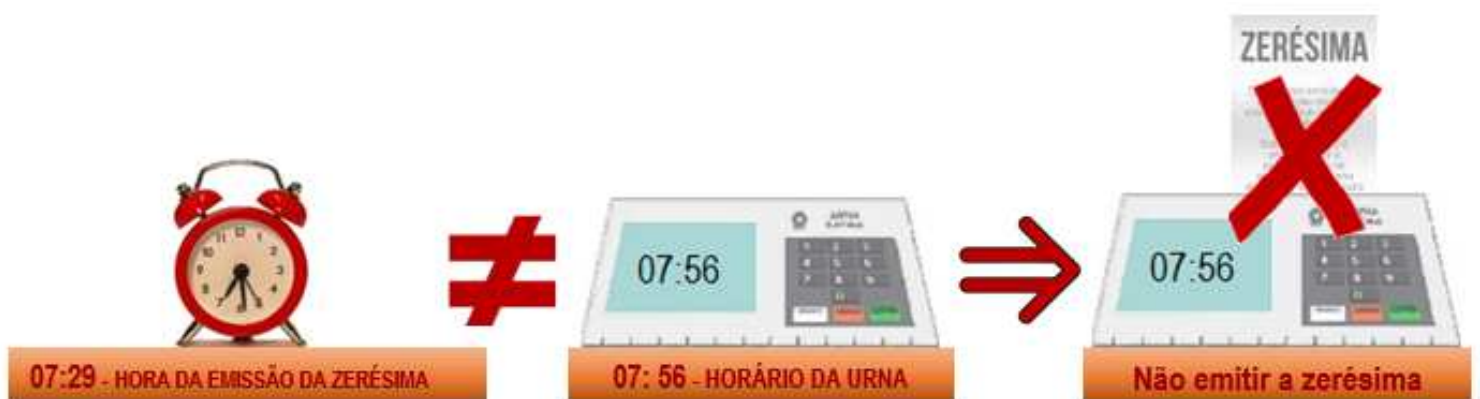 ZERÉSIMA
07:56
07:56
07:29 - HORA DA EMISSÃO DA ZERÉSIMA
07: 56 - HORÁRIO DA URNA
Não emitir a zerésima